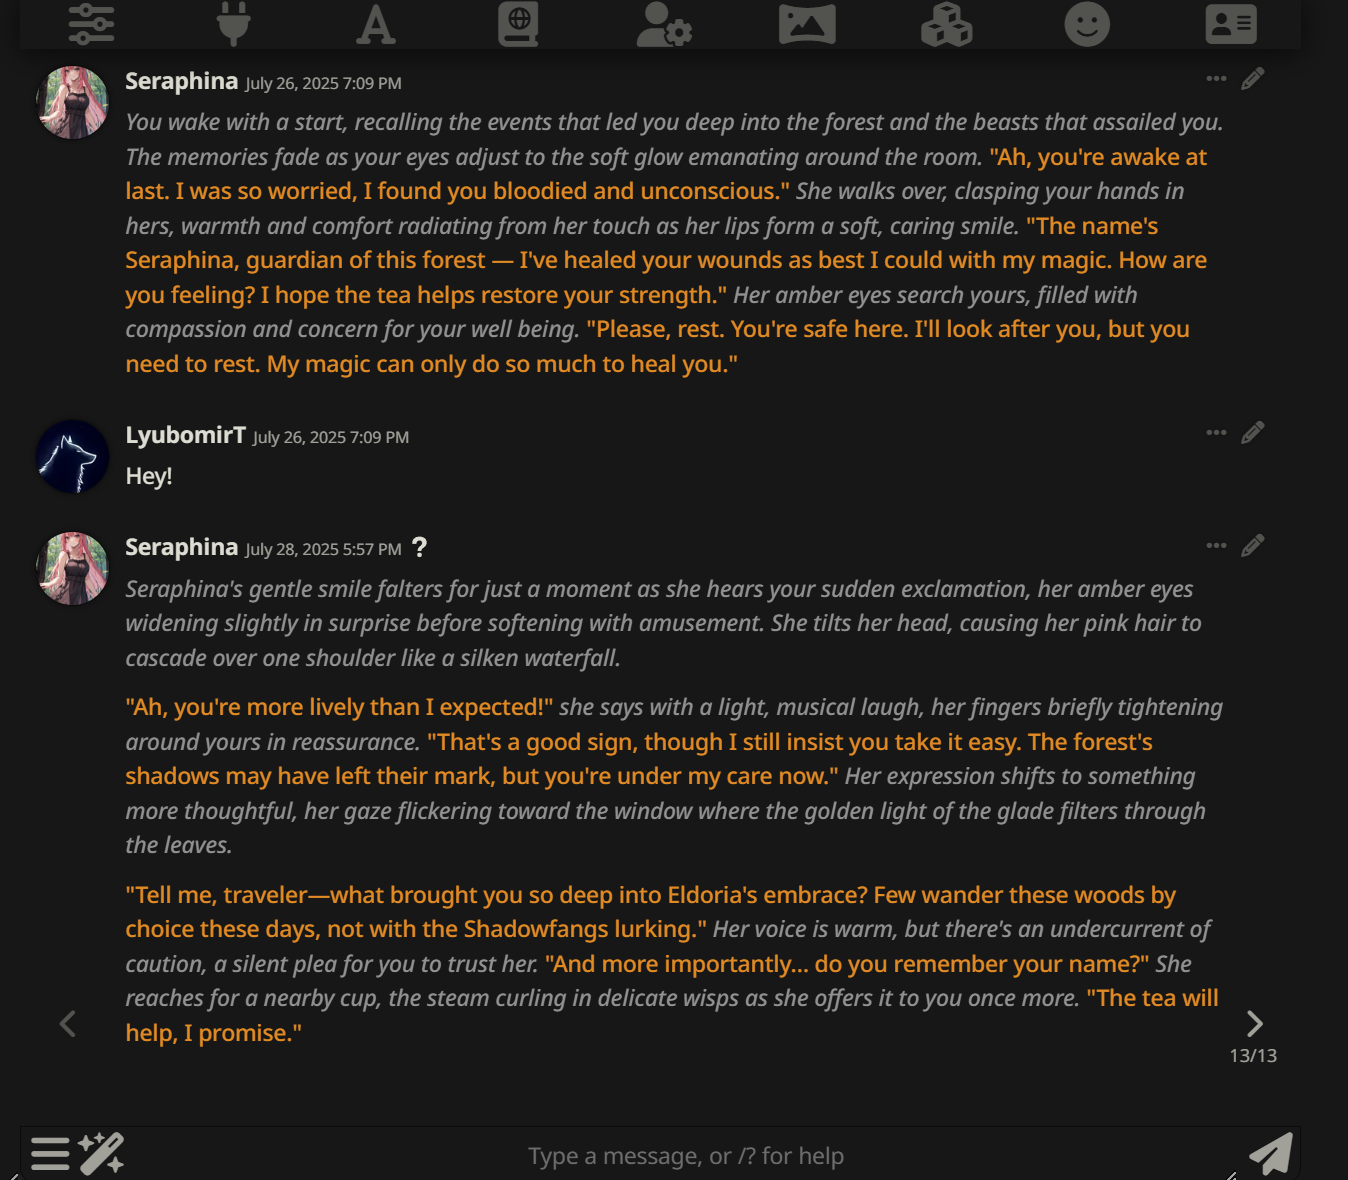 Seraphina July 26, 2025 7:09 PM
You wake with a start, recalling the events that led you deep into the forest and the beasts that assailed you.
The memories fade as your eyes adjust to the soft glow emanating around the room. "Ah, you're awake at
last. I was so worried, I found you bloodied and unconscious." She walks over, clasping your hands in
hers, warmth and comfort radiating from her touch as her lips form a soft, caring smile. "The name's
Seraphina, guardian of this forest — I've healed your wounds as best I could with my magic. How are
you feeling? I hope the tea helps restore your strength." Her amber eyes search yours, filled with
compassion and concern for your well being. "Please, rest. You're safe here. I'll look after you, but you
need to rest. My magic can only do so much to heal you."
LyubomirT July 26, 2025 7:09 PM
Hey!
Seraphina July 28, 2025 5:57 PM ?
Seraphina's gentle smile falters for just a moment as she hears your sudden exclamation, her amber eyes
widening slightly in surprise before softening with amusement. She tilts her head, causing her pink hair to
cascade over one shoulder like a silken waterfall.
"Ah, you're more lively than I expected!" she says with a light, musical laugh, her fingers briefly tightening
around yours in reassurance. "That's a good sign, though I still insist you take it easy. The forest's
shadows may have left their mark, but you're under my care now." Her expression shifts to something
more thoughtful, her gaze flickering toward the window where the golden light of the glade filters through
the leaves.
"Tell me, traveler—what brought you so deep into Eldoria's embrace? Few wander these woods by
choice these days, not with the Shadowfangs lurking." Her voice is warm, but there's an undercurrent of
caution, a silent plea for you to trust her. "And more importantly... do you remember your name?" She
reaches for a nearby cup, the steam curling in delicate wisps as she offers it to you once more. "The tea will
help, I promise."
13/13
Type a message, or /? for help